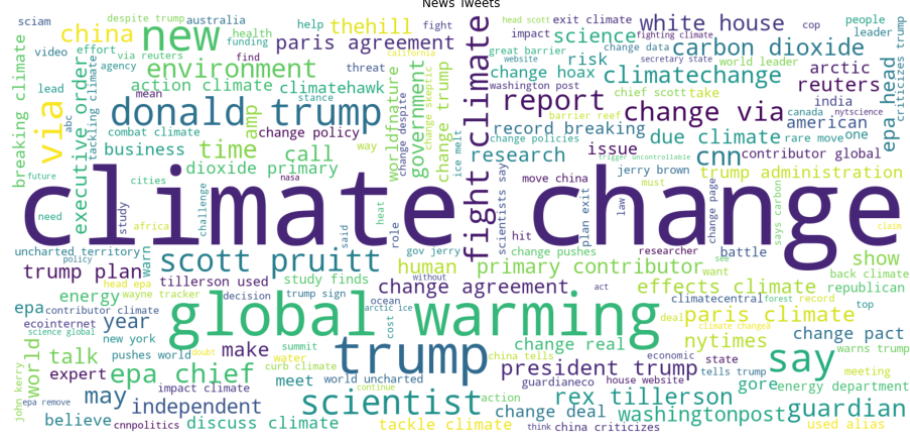 News Tweets
despite trump
australia
help
thehill
fight
head scott
exit climate
white house
cop
people
sciam
china
new
health
funding
paris agreement
impact
fighting climate
science
leader
trump
video
effort
via reuters
find
great barrier
change data
carbon dioxide
agency
environment
threat
website
secretary state
risk
world leader
arctic
breaking climate
lead
via
abc
executive order
tackling climate
action climate
climatehawk
california
change skeptic
washington post
change hoax
climatechange
reuters
epa head
criticizes
mean
stance
worldfnature
change despite
government
change trump
ice melt
fight climate
report
chief scott
take
india
donald trump
amp
barrier reef
change via
canada
nytscience
american
combat climate
change policy
record breaking
change policies
due climate
rare move
one
business
time
call
way
research
issue
cnn
contributor global
future
dioxide primary
nasa
trigger uncontrollable
jerry brown
trump administration
cities
move china
must
climate change
need
study
africa
challenge
said
heat
role
scientists say
hit
plan exit
law
change page
says carbon
claim
uncharted territory
policy
warn
scott pruitt
gov jerry
change pushes
researcher
battle
show
trump plan
head epa
tillerson used
study finds
human
without
primary contributor
want
see
back climate
energy
wayne tracker
decision
trump sign
ocean
change agreement
act
effects climate
republican
epa
contributor climate
arctic ice
climatecentral
forest
record
top
ecointernet
year
global warming
cost
deal
paris climate
science global
new york
climate changea
change pact
world
talk
pushes world
doubt
make
summit
water
trump
china tells
change real
economic
state
nytimes
say
warns trump
expert
epa chief
curb climate
president trump
tells trump
meeting
john kerry
may
impact climate
meet
world uncharted
guardianeco
house website
gore
energy department
continue
epa remove
independent
scientist
action
rex tillerson
guardian
believe
cnnpolitics
discuss climate
tackle climate
change deal
think
china criticizes
washingtonpost
used alias